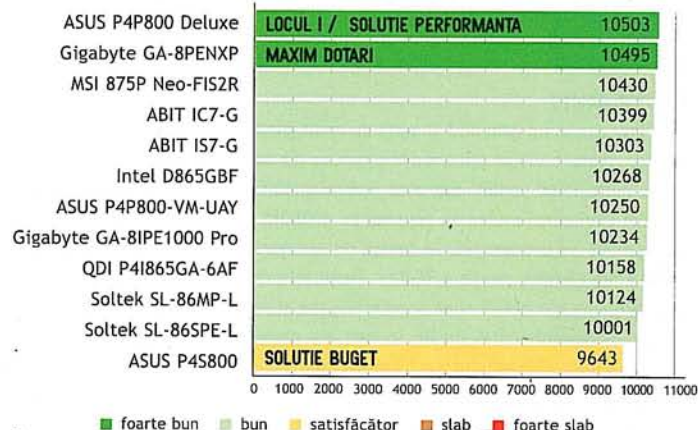 ASUS P4P800 Deluxe LOCUL I / SOLUTIE PERFORMANTA 10503
Gigabyte GA-8PENXP MAXIM DOTARI 10495
MSI 875P Neo-FIS2R 10430
ABIT IC7-G 10399
ABIT IS7-G 10303
Intel D865GBF 10268
ASUS P4P800-VM-UAY 10250
Gigabyte GA-8IPE1000 Pro 10234
QDI P4I865GA-6AF 10158
Soltek SL-86MP-L 10124
Soltek SL-86SPE-L 10001
ASUS P4S800 SOLUTIE BUGET 9643
0 1000 2000 3000 4000 5000 6000 7000 8000 9000 10000 11000
foarte bun bun satisfăcător slab foarte slab